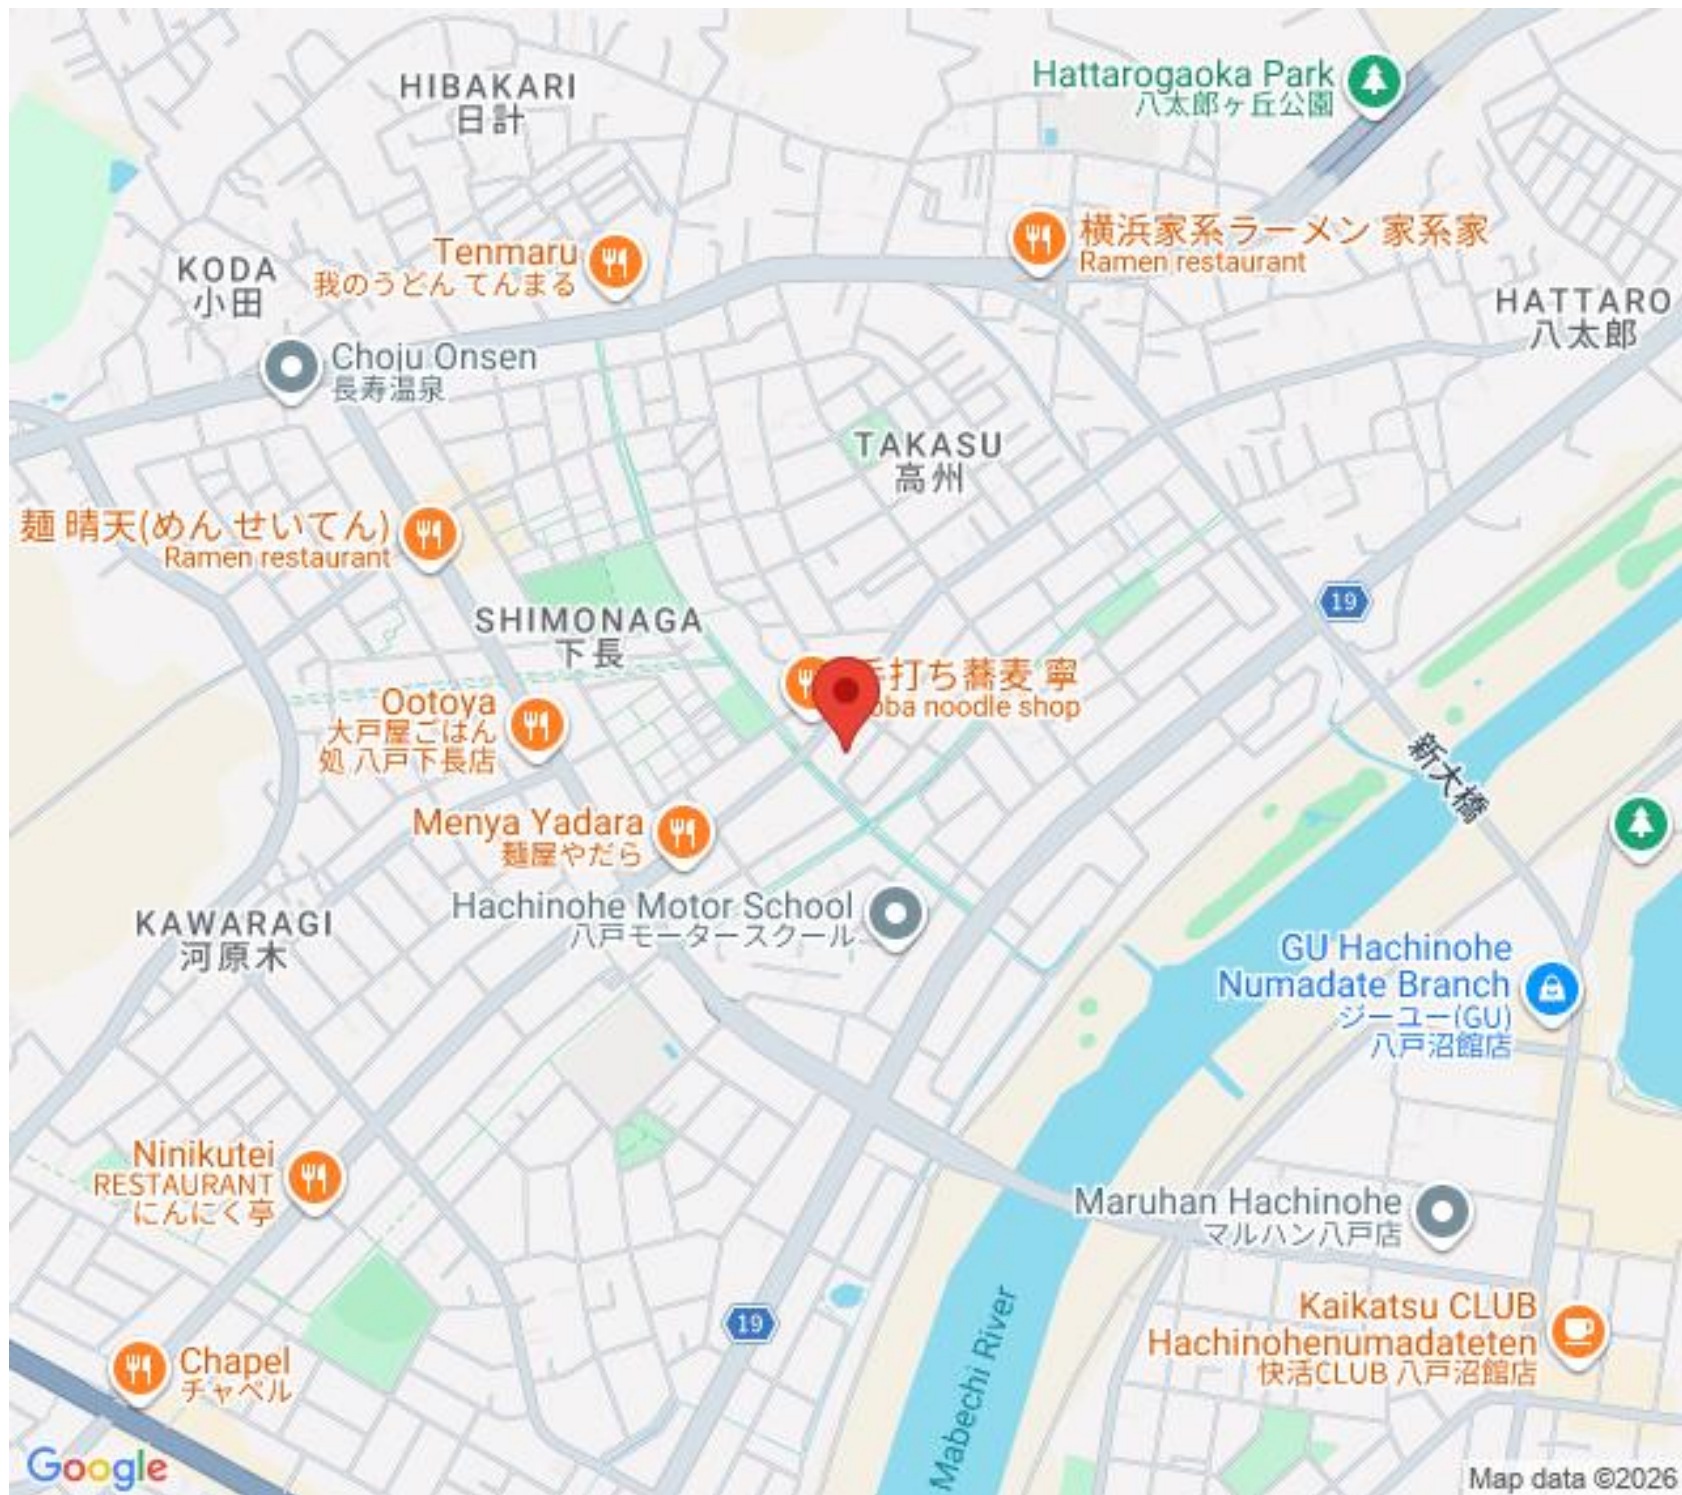 HIBAKARI
日計
Hattarogaoka Park
八太郎ヶ丘公園
Tenmaru
我のうどん てんまる
横浜家系ラーメン 家系家
Ramen restaurant
KODA
小田
HATTARO
八太郎
Choju Onsen
長寿温泉
TAKASU
高州
麺 晴天(めん せいてん)
Ramen restaurant
19
SHIMONAGA
下長
手打ち蕎麦 寧
oba noodle shop
Ootoya
大戸屋ごはん
処 八戸下長店
新大橋
Menya Yadara
麺屋やだら
Hachinohe Motor School
八戸モータースクール
KAWARAGI
河原木
GU Hachinohe
Numadate Branch
ジーユー(GU)
八戸沼館店
Ninikutei
RESTAURANT
にんにく亭
Maruhan Hachinohe
マルハン八戸店
Kaikatsu CLUB
Hachinohenumadateten
快活CLUB 八戸沼館店
19
Mabechi River
Chapel
チャペル
Google
Map data ©2026